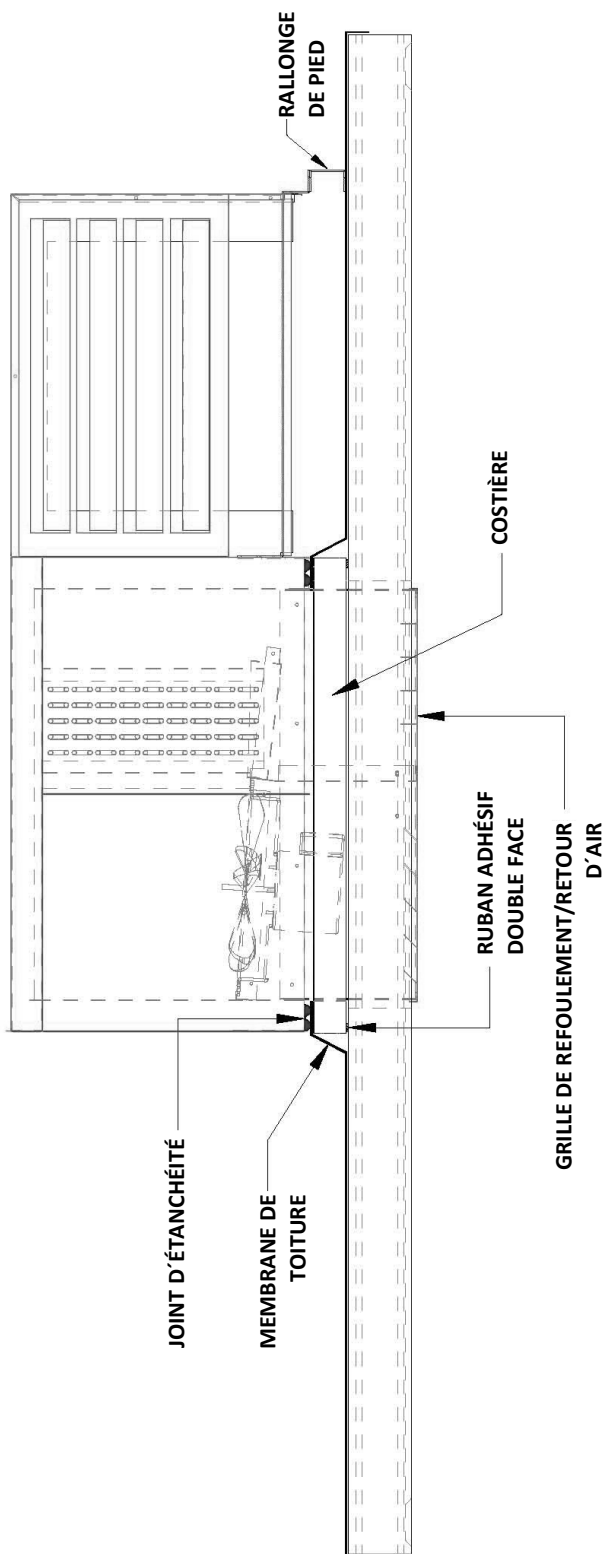 JOINT D´ÉTANCHÉITÉ
MEMBRANE DE
TOITURE
RALLONGE
DE PIED
RUBAN ADHÉSIF
DOUBLE FACE
COSTIÈRE
GRILLE DE REFOULEMENT/RETOUR
D´AIR